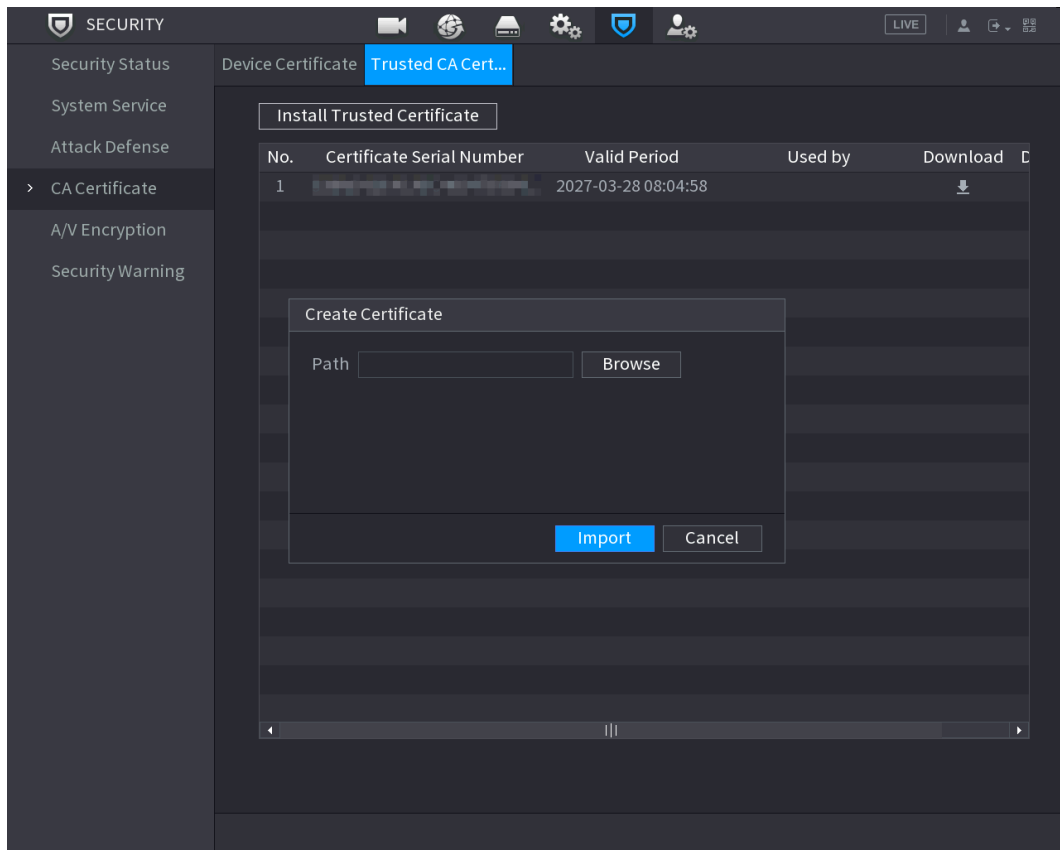 SECURITY LIVE
Security Status
System Service
Attack Defense
CA Certificate
A/V Encryption
Security Warning
Device Certificate Trusted CA Cert...
Install Trusted Certificate
No. Certificate Serial Number Valid Period Used by Download D
1 2027-03-28 08:04:58
Create Certificate
Path Browse
Import Cancel